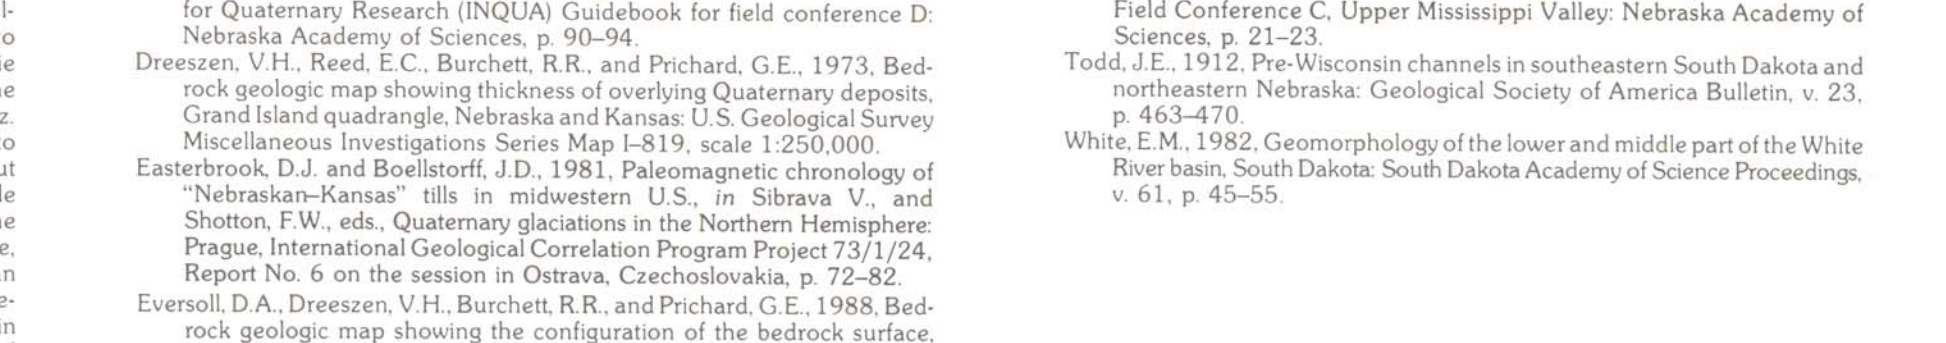 l-
o
ie
e
z.
o
ut
le
e
e,
n
e-
in
for Quaternary Research (INQUA) Guidebook for field conference D:
Nebraska Academy of Sciences, p. 90–94.
Dreeszen, V.H., Reed, E.C., Burchett, R.R., and Prichard, G.E., 1973, Bed-
rock geologic map showing thickness of overlying Quaternary deposits,
Grand Island quadrangle, Nebraska and Kansas: U.S. Geological Survey
Miscellaneous Investigations Series Map I–819, scale 1:250,000.
Easterbrook, D.J. and Boellstorff, J.D., 1981, Paleomagnetic chronology of
“Nebraskan–Kansas” tills in midwestern U.S., in Sibrava V., and
Shotton, F.W., eds., Quaternary glaciations in the Northern Hemisphere:
Prague, International Geological Correlation Program Project 73/1/24,
Report No. 6 on the session in Ostrava, Czechoslovakia, p. 72–82.
Eversoll, D.A., Dreeszen, V.H., Burchett, R.R., and Prichard, G.E., 1988, Bed-
rock geologic map showing the configuration of the bedrock surface,
Field Conference C, Upper Mississippi Valley: Nebraska Academy of
Sciences, p. 21–23.
Todd, J.E., 1912, Pre-Wisconsin channels in southeastern South Dakota and
northeastern Nebraska: Geological Society of America Bulletin, v. 23,
p. 463–470.
White, E.M., 1982, Geomorphology of the lower and middle part of the White
River basin, South Dakota: South Dakota Academy of Science Proceedings,
v. 61, p. 45–55.